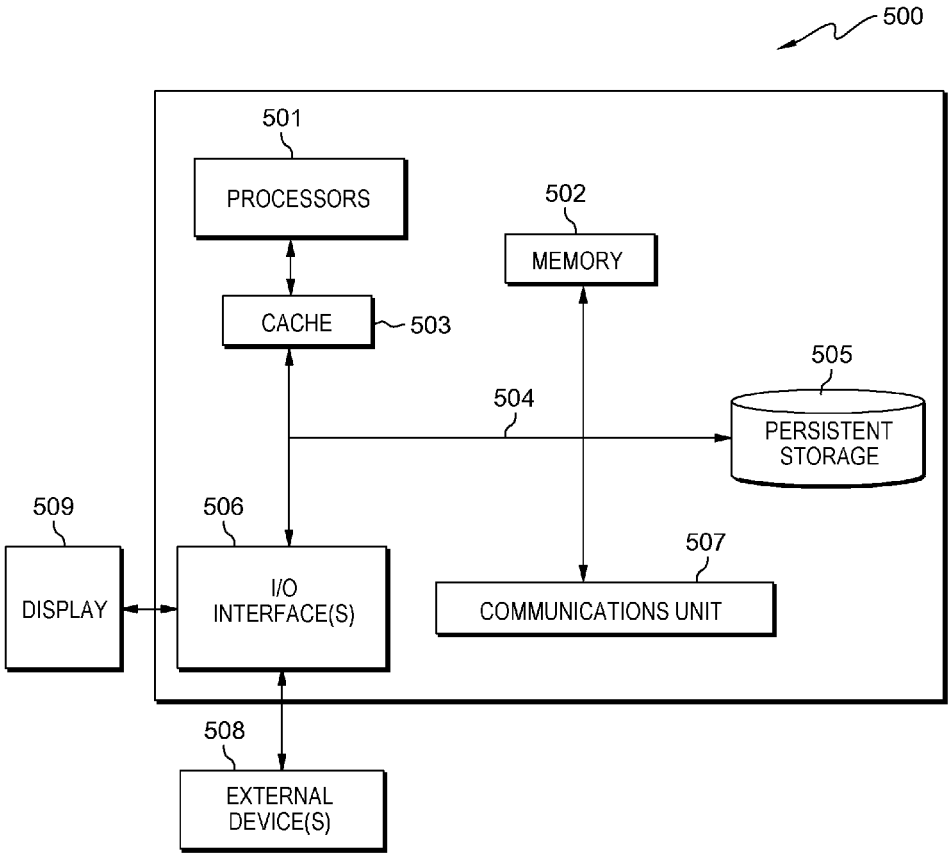 500
501
PROCESSORS
502
MEMORY
CACHE
503
504
505
PERSISTENT
STORAGE
509
DISPLAY
506
I/O
INTERFACE(S)
507
COMMUNICATIONS UNIT
508
EXTERNAL
DEVICE(S)